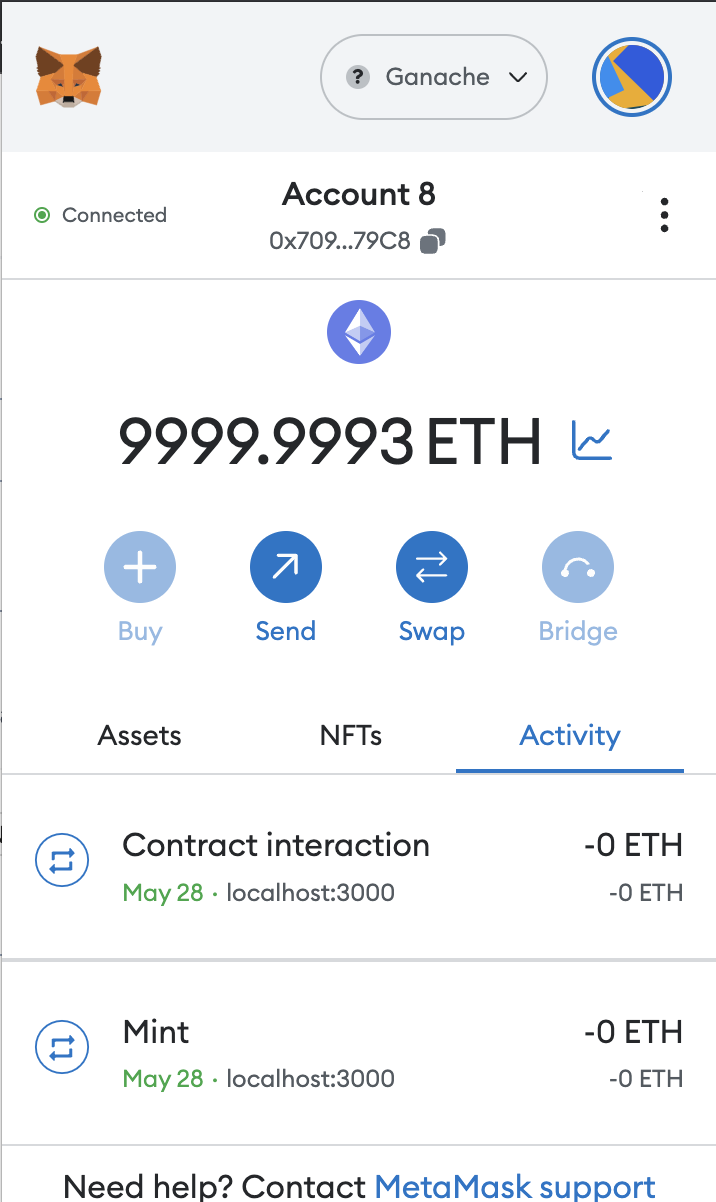 ? Ganache
Connected
Account 8
0x709...79C8
9999.9993 ETH
Buy Send Swap Bridge
Assets NFTs Activity
Contract interaction -0 ETH
May 28 · localhost:3000 -0 ETH
Mint -0 ETH
May 28 · localhost:3000 -0 ETH
Need help? Contact MetaMask support